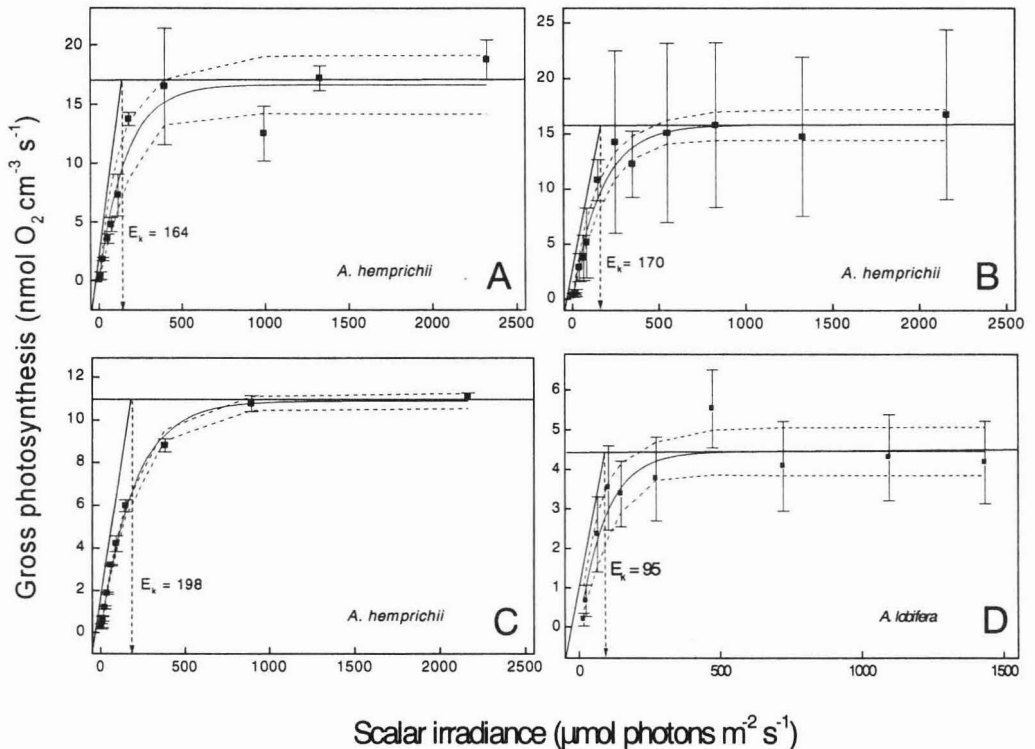 Gross photosynthesis (nmol O₂ cm⁻³ s⁻¹)
20
15
10
5
0
E_k = 164
A. hemprichii
A
0 500 1000 1500 2000 2500
25
20
15
10
5
0
E_k = 170
A. hemprichii
B
0 500 1000 1500 2000 2500
12
10
8
6
4
2
0
E_k = 198
A. hemprichii
C
0 500 1000 1500 2000 2500
6
5
4
3
2
1
0
E_k = 95
A. lobifera
D
0 500 1000 1500
Scalar irradiance (µmol photons m⁻² s⁻¹)